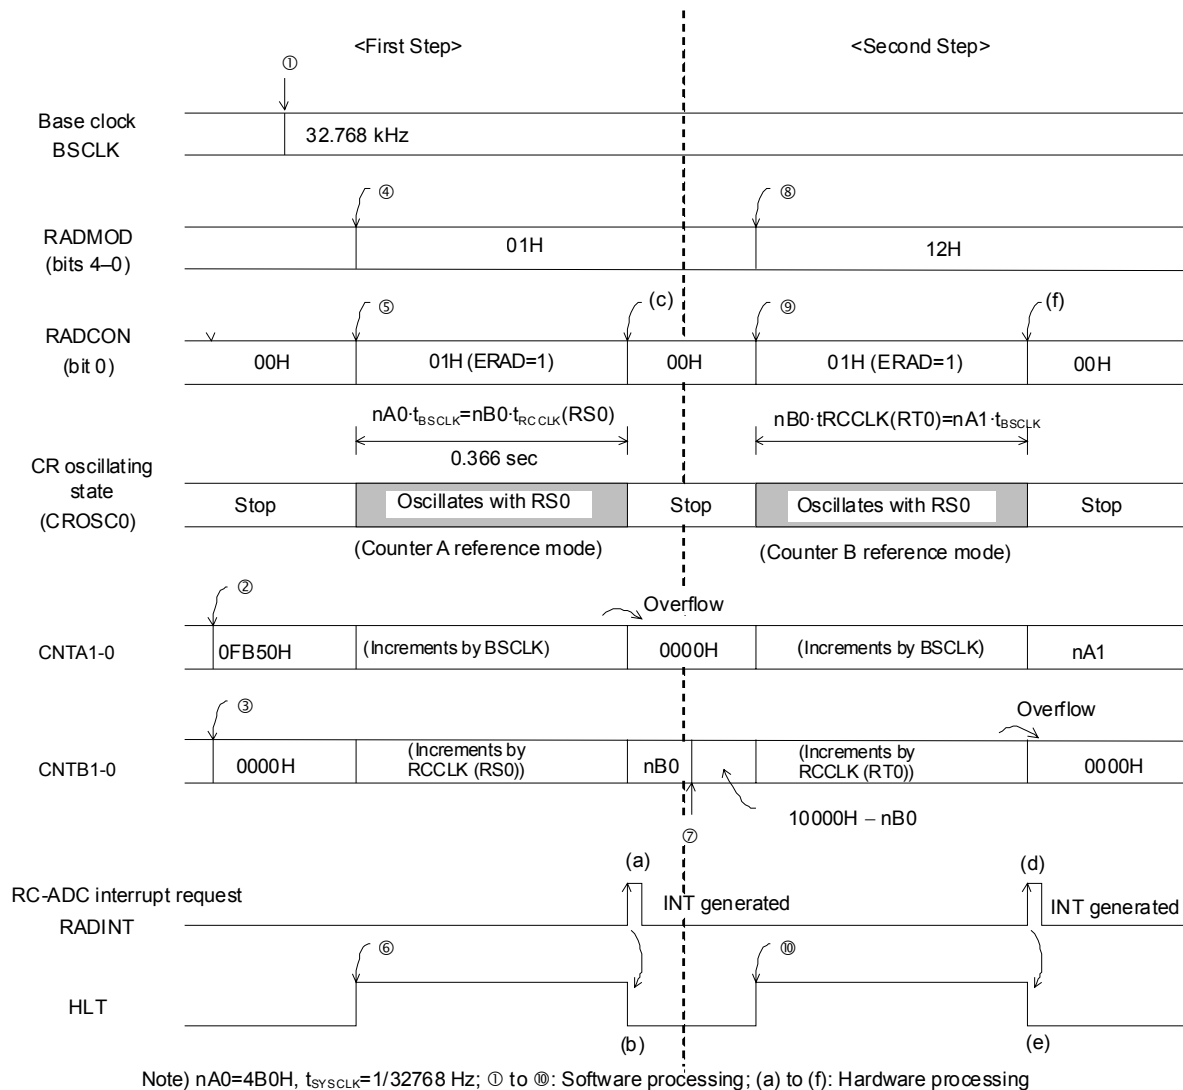 <First Step>
<Second Step>
①
Base clock
BSCLK
32.768 kHz
④
⑧
RADMOD
(bits 4–0)
01H
12H
⑤
(c)
⑨
(f)
RADCON
(bit 0)
00H
01H (ERAD=1)
00H
01H (ERAD=1)
00H
nA0·tBSCLK=nB0·tRCCLK(RS0)
nB0·tRCCLK(RT0)=nA1·tBSCLK
0.366 sec
CR oscillating
state
(CROSC0)
Stop
Oscillates with RS0
Stop
Oscillates with RS0
Stop
(Counter A reference mode)
(Counter B reference mode)
②
Overflow
CNTA1-0
0FB50H
(Increments by BSCLK)
0000H
(Increments by BSCLK)
nA1
③
Overflow
CNTB1-0
0000H
(Increments by
RCCLK (RS0))
nB0
(Increments by
RCCLK (RT0))
0000H
10000H – nB0
⑦
(a)
(d)
RC-ADC interrupt request
RADINT
INT generated
INT generated
⑥
⑩
HLT
(b)
(e)
Note) nA0=4B0H, tSYSCLK=1/32768 Hz; ① to ⑩: Software processing; (a) to (f): Hardware processing